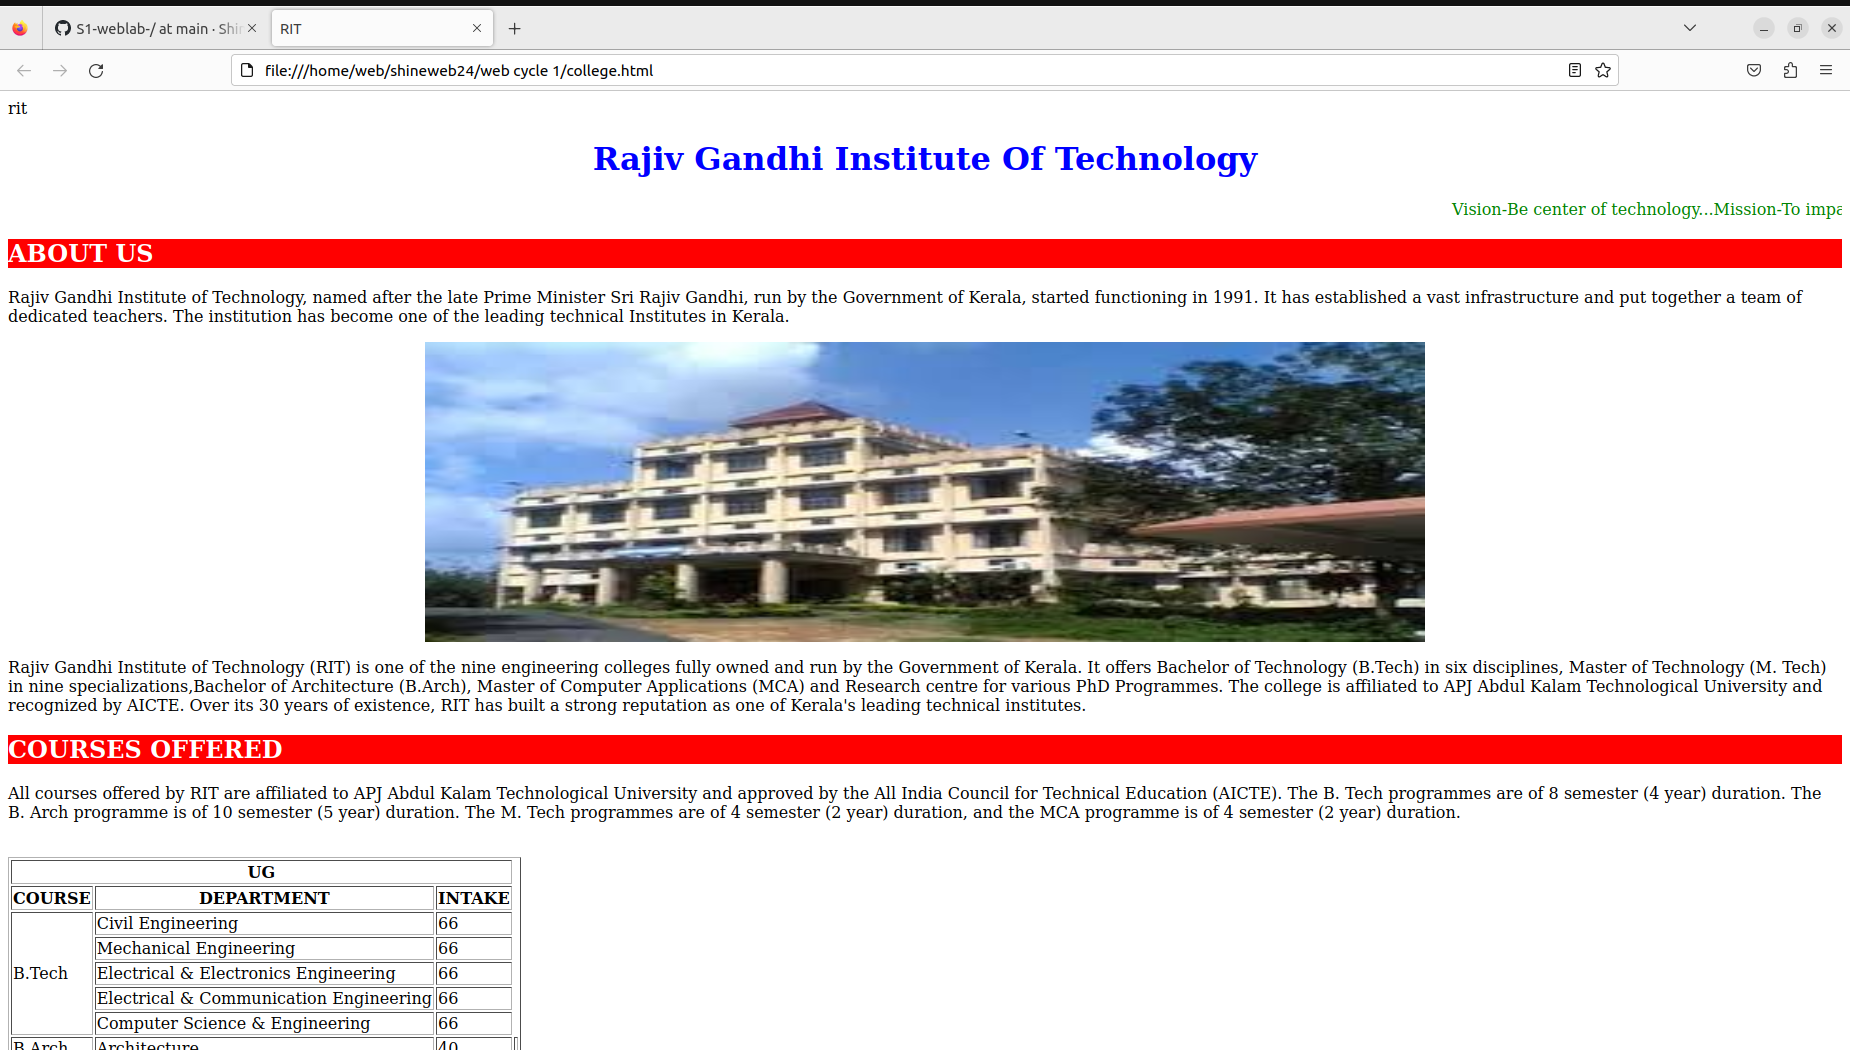 S1-weblab-/ at main · Shin
RIT
file:///home/web/shineweb24/web cycle 1/college.html
rit
Rajiv Gandhi Institute Of Technology
Vision-Be center of technology...Mission-To impa
ABOUT US
Rajiv Gandhi Institute of Technology, named after the late Prime Minister Sri Rajiv Gandhi, run by the Government of Kerala, started functioning in 1991. It has established a vast infrastructure and put together a team of
dedicated teachers. The institution has become one of the leading technical Institutes in Kerala.
Rajiv Gandhi Institute of Technology (RIT) is one of the nine engineering colleges fully owned and run by the Government of Kerala. It offers Bachelor of Technology (B.Tech) in six disciplines, Master of Technology (M. Tech)
in nine specializations,Bachelor of Architecture (B.Arch), Master of Computer Applications (MCA) and Research centre for various PhD Programmes. The college is affiliated to APJ Abdul Kalam Technological University and
recognized by AICTE. Over its 30 years of existence, RIT has built a strong reputation as one of Kerala's leading technical institutes.
COURSES OFFERED
All courses offered by RIT are affiliated to APJ Abdul Kalam Technological University and approved by the All India Council for Technical Education (AICTE). The B. Tech programmes are of 8 semester (4 year) duration. The
B. Arch programme is of 10 semester (5 year) duration. The M. Tech programmes are of 4 semester (2 year) duration, and the MCA programme is of 4 semester (2 year) duration.
UG
COURSE DEPARTMENT INTAKE
Civil Engineering 66
Mechanical Engineering 66
B.Tech Electrical & Electronics Engineering 66
Electrical & Communication Engineering 66
Computer Science & Engineering 66
B.Arch Architecture 40